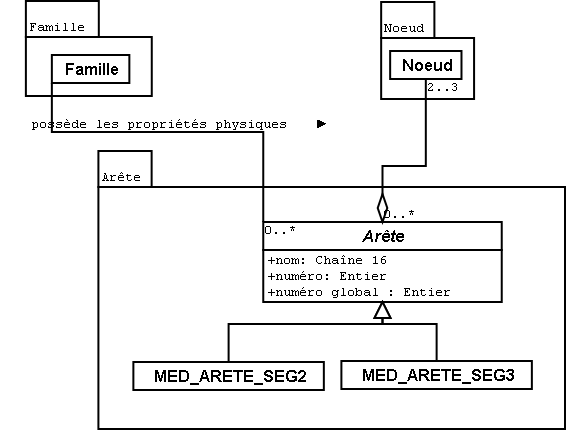 Famille
Noeud
Famille
Noeud
2..3
possède les propriétés physiques
Arête
0..*
0..*
Arête
+nom: Chaîne 16
+numéro: Entier
+numéro global : Entier
MED_ARETE_SEG2
MED_ARETE_SEG3